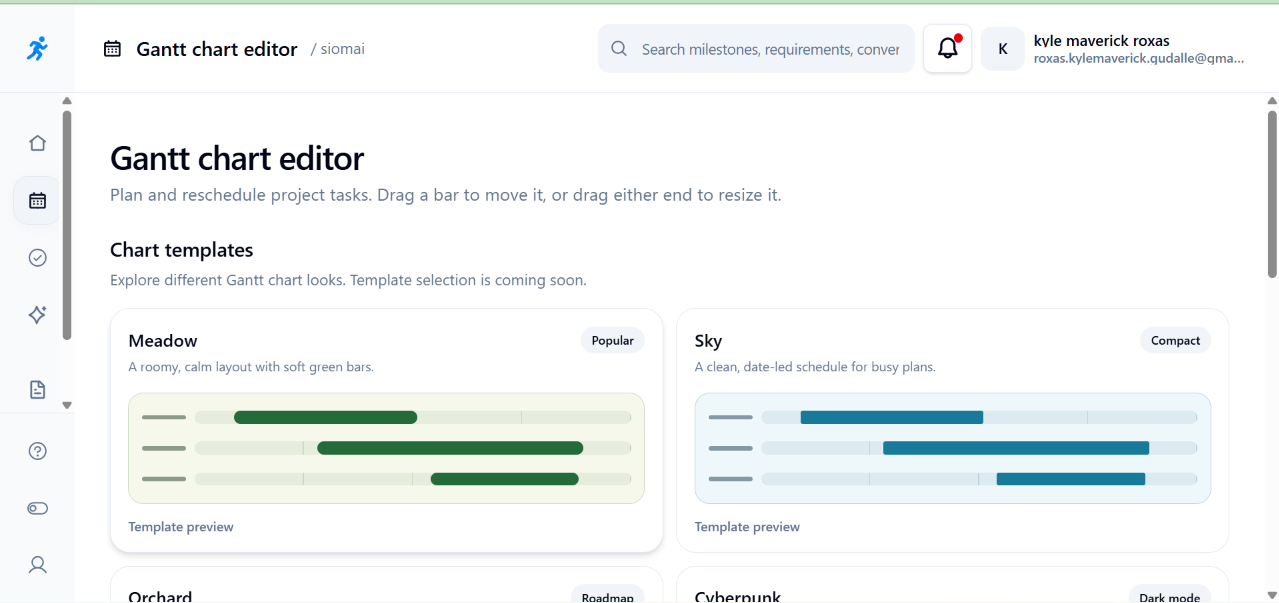 Gantt chart editor / siomai
Search milestones, requirements, conver
K
kyle maverick roxas
roxas.kylemaverick.qudalle@gma...
Gantt chart editor
Plan and reschedule project tasks. Drag a bar to move it, or drag either end to resize it.
Chart templates
Explore different Gantt chart looks. Template selection is coming soon.
Meadow
Popular
A roomy, calm layout with soft green bars.
Template preview
Sky
Compact
A clean, date-led schedule for busy plans.
Template preview
Orchard
Roadmap
Cyberpunk
Dark mode